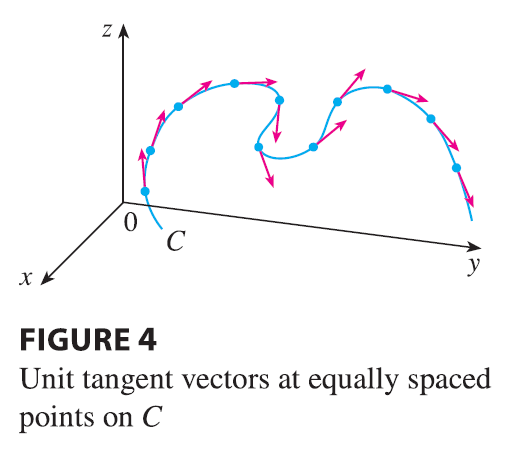 z
0
C
x
y
FIGURE 4
Unit tangent vectors at equally spaced
points on C